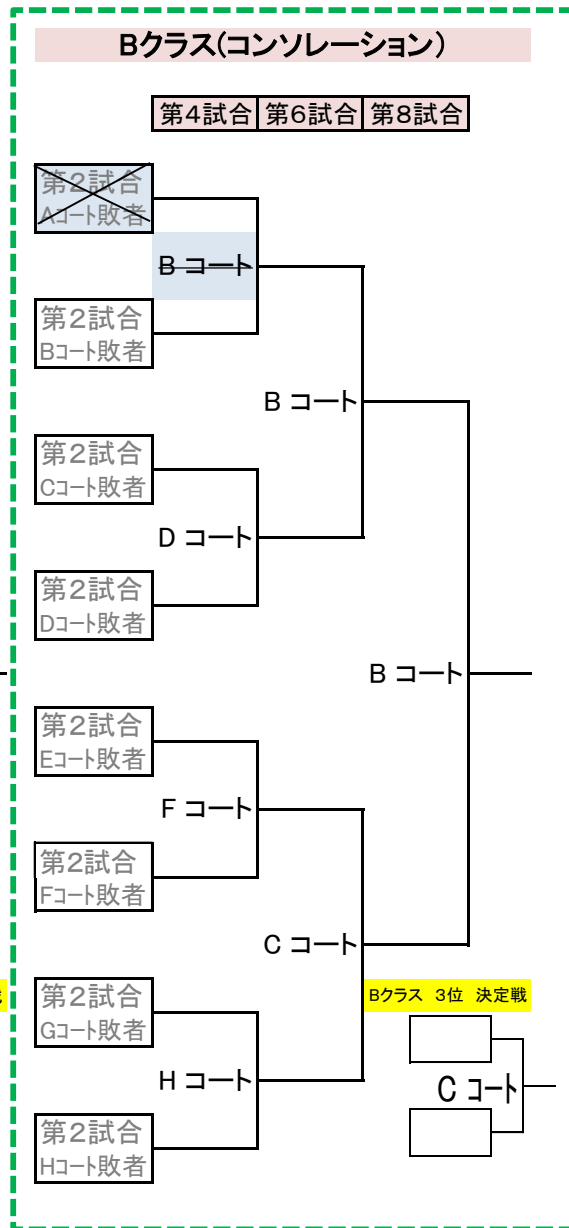 Bクラス(コンソレーション)
第4試合 第6試合 第8試合
第2試合
Aコート敗者
B コート
第2試合
Bコート敗者
B コート
第2試合
Cコート敗者
D コート
第2試合
Dコート敗者
B コート
第2試合
Eコート敗者
F コート
第2試合
Fコート敗者
C コート
第2試合
Gコート敗者
Bクラス 3位 決定戦
H コート
C コート
第2試合
Hコート敗者